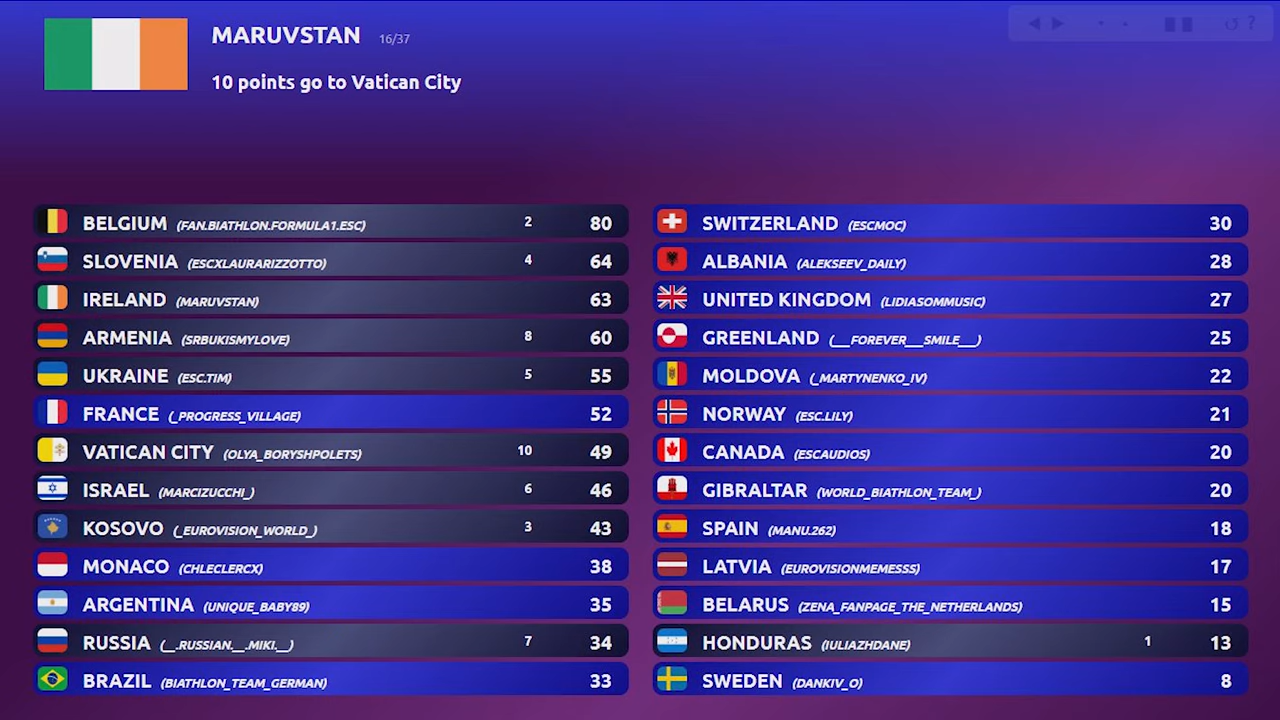 MARUVSTAN 16/37
10 points go to Vatican City
BELGIUM (FAN.BIATHLON.FORMULA1.ESC) 2 80
SLOVENIA (ESCXLAURARIZZOTTO) 4 64
IRELAND (MARUVSTAN) 63
ARMENIA (SRBUKISMYLOVE) 8 60
UKRAINE (ESC.TIM) 5 55
FRANCE (_PROGRESS_VILLAGE) 52
VATICAN CITY (OLYA_BORYSHPOLETS) 10 49
ISRAEL (MARCIZUCCHI_) 6 46
KOSOVO (_EUROVISION_WORLD_) 3 43
MONACO (CHLECLERCX) 38
ARGENTINA (UNIQUE_BABY89) 35
RUSSIA (__.RUSSIAN.__.MIKI.__) 7 34
BRAZIL (BIATHLON_TEAM_GERMAN) 33
SWITZERLAND (ESCMOC) 30
ALBANIA (ALEKSEEV_DAILY) 28
UNITED KINGDOM (LIDIASOMMUSIC) 27
GREENLAND (__FOREVER___SMILE___) 25
MOLDOVA (_MARTYNENKO_IV) 22
NORWAY (ESC.LILY) 21
CANADA (ESCAUDIOS) 20
GIBRALTAR (WORLD_BIATHLON_TEAM_) 20
SPAIN (MANU.262) 18
LATVIA (EUROVISIONMEMESSS) 17
BELARUS (ZENA_FANPAGE_THE_NETHERLANDS) 15
HONDURAS (IULIAZHDANE) 1 13
SWEDEN (DANKIV_O) 8